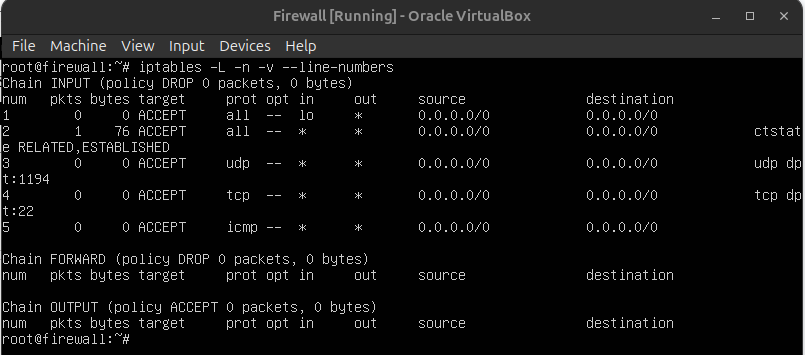 Firewall [Running] - Oracle VirtualBox
File Machine View Input Devices Help
root@firewall:~# iptables -L -n -v --line-numbers
Chain INPUT (policy DROP 0 packets, 0 bytes)
num   pkts bytes target     prot opt in     out     source               destination
1        0     0 ACCEPT     all  --  lo     *       0.0.0.0/0            0.0.0.0/0
2        1    76 ACCEPT     all  --  *      *       0.0.0.0/0            0.0.0.0/0            ctstat
e RELATED,ESTABLISHED
3        0     0 ACCEPT     udp  --  *      *       0.0.0.0/0            0.0.0.0/0            udp dp
t:1194
4        0     0 ACCEPT     tcp  --  *      *       0.0.0.0/0            0.0.0.0/0            tcp dp
t:22
5        0     0 ACCEPT     icmp --  *      *       0.0.0.0/0            0.0.0.0/0
Chain FORWARD (policy DROP 0 packets, 0 bytes)
num   pkts bytes target     prot opt in     out     source               destination
Chain OUTPUT (policy ACCEPT 0 packets, 0 bytes)
num   pkts bytes target     prot opt in     out     source               destination
root@firewall:~#